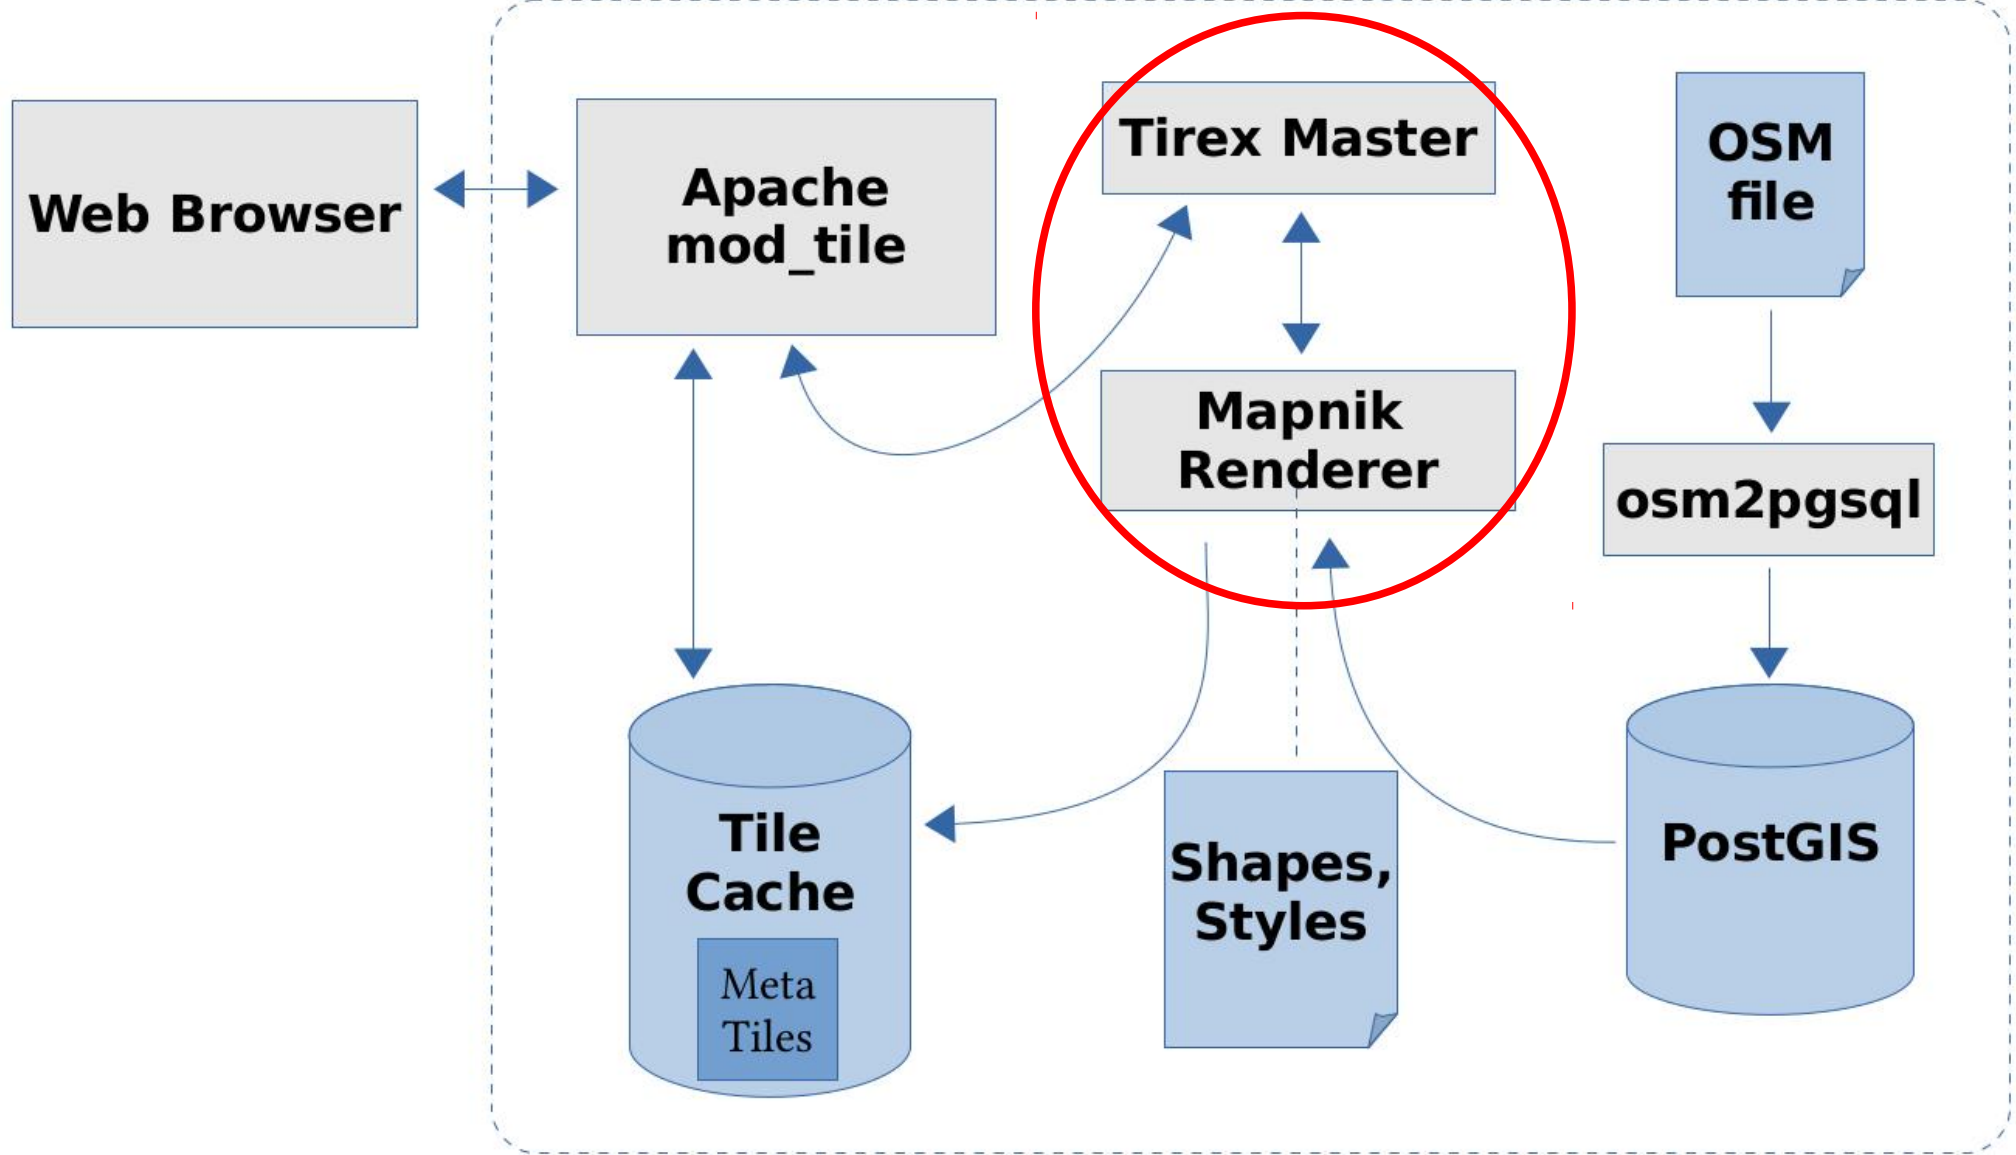 Web Browser
Apache
mod_tile
Tirex Master
OSM
file
Mapnik
Renderer
osm2pgsql
Tile
Cache
Meta
Tiles
Shapes,
Styles
PostGIS